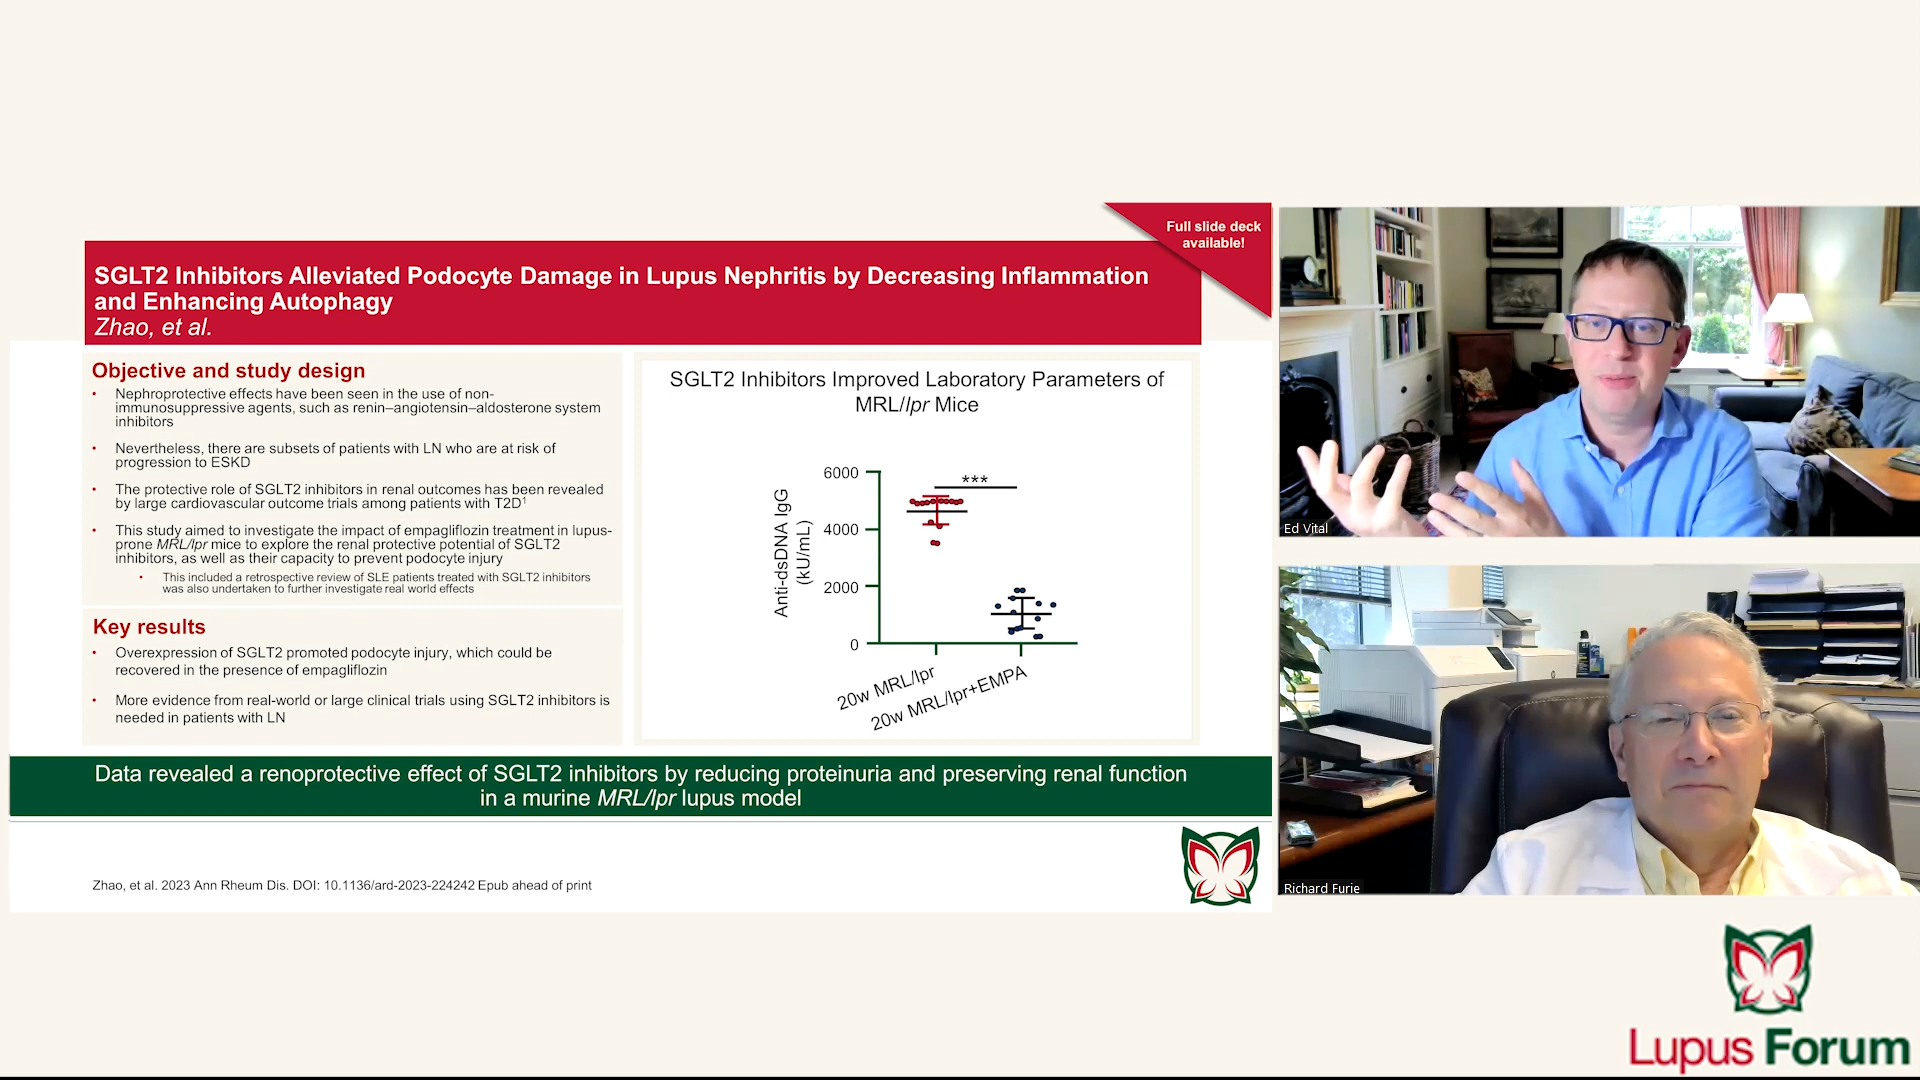 Full slide deck
available!
SGLT2 Inhibitors Alleviated Podocyte Damage in Lupus Nephritis by Decreasing Inflammation
and Enhancing Autophagy
Zhao, et al.
Objective and study design
• Nephroprotective effects have been seen in the use of non-
immunosuppressive agents, such as renin–angiotensin–aldosterone system
inhibitors
• Nevertheless, there are subsets of patients with LN who are at risk of
progression to ESKD
• The protective role of SGLT2 inhibitors in renal outcomes has been revealed
by large cardiovascular outcome trials among patients with T2D¹
• This study aimed to investigate the impact of empagliflozin treatment in lupus-
prone MRL/lpr mice to explore the renal protective potential of SGLT2
inhibitors, as well as their capacity to prevent podocyte injury
• This included a retrospective review of SLE patients treated with SGLT2 inhibitors
was also undertaken to further investigate real world effects
Key results
• Overexpression of SGLT2 promoted podocyte injury, which could be
recovered in the presence of empagliflozin
• More evidence from real-world or large clinical trials using SGLT2 inhibitors is
needed in patients with LN
SGLT2 Inhibitors Improved Laboratory Parameters of
MRL/lpr Mice
Anti-dsDNA IgG
(kU/mL)
6000
4000
2000
0
***
20w MRL/lpr
20w MRL/lpr+EMPA
Data revealed a renoprotective effect of SGLT2 inhibitors by reducing proteinuria and preserving renal function
in a murine MRL/lpr lupus model
Zhao, et al. 2023 Ann Rheum Dis. DOI: 10.1136/ard-2023-224242 Epub ahead of print
Ed Vital
Richard Furie
Lupus Forum